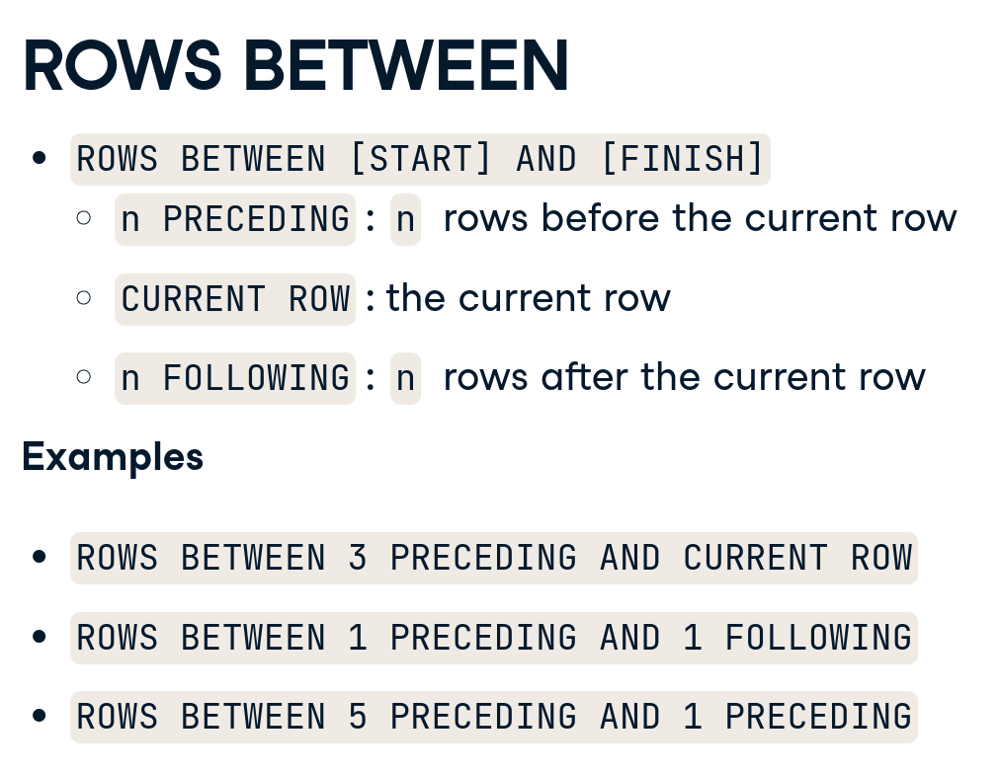 ROWS BETWEEN
• ROWS BETWEEN [START] AND [FINISH]
○ n PRECEDING : n rows before the current row
○ CURRENT ROW : the current row
○ n FOLLOWING : n rows after the current row
Examples
• ROWS BETWEEN 3 PRECEDING AND CURRENT ROW
• ROWS BETWEEN 1 PRECEDING AND 1 FOLLOWING
• ROWS BETWEEN 5 PRECEDING AND 1 PRECEDING